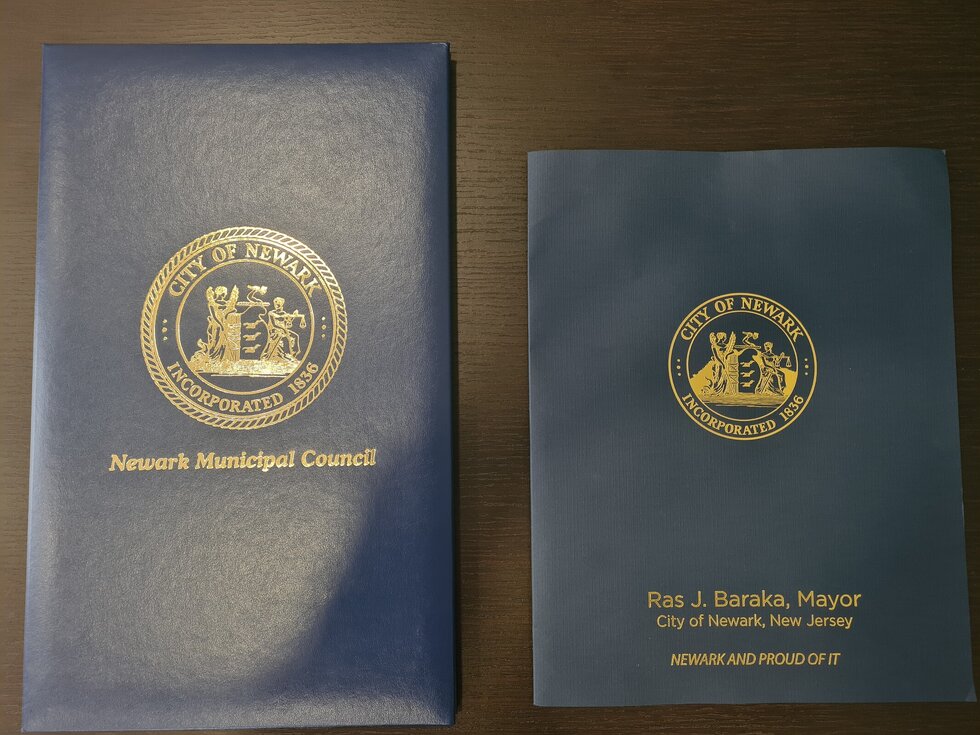 CITY OF NEWARK
INCORPORATED 1836
Newark Municipal Council
CITY OF NEWARK
INCORPORATED 1836
Ras J. Baraka, Mayor
City of Newark, New Jersey
NEWARK AND PROUD OF IT